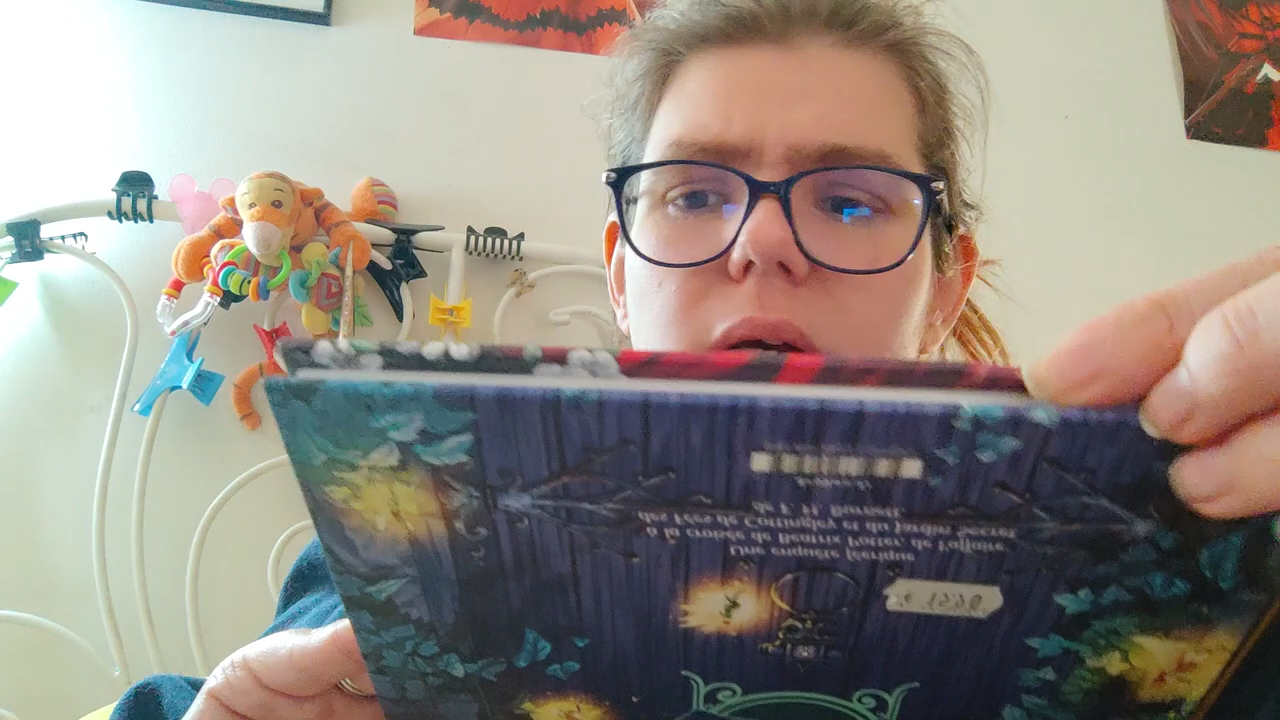 Une enquête féerique
à la croisée de Beatrix Potter, de l'affaire
des Fées de Cottingley et du Jardin Secret
de F. H. Burnett.